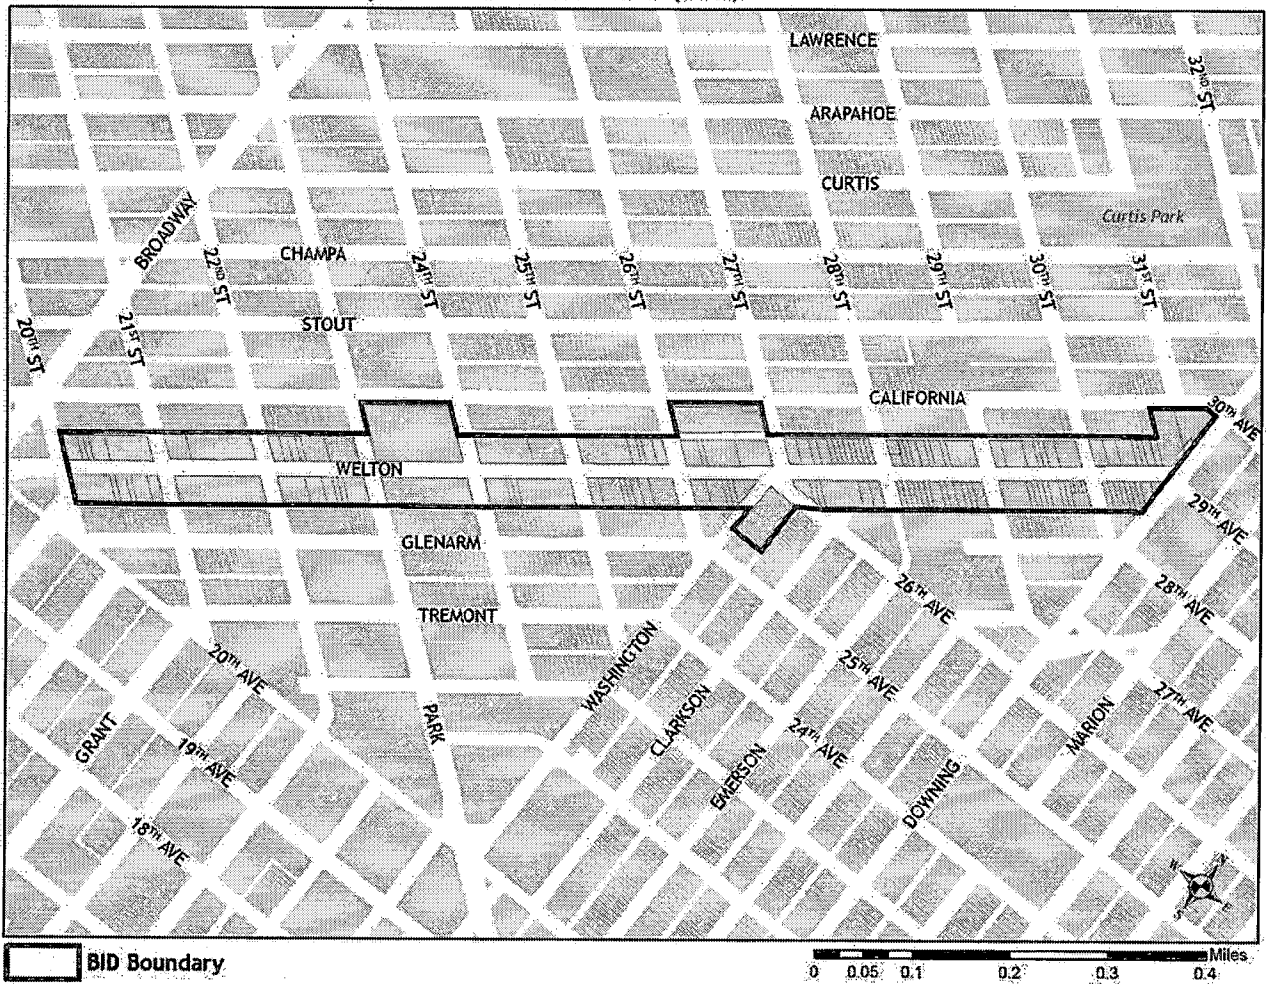 LAWRENCE
32ND ST
ARAPAHOE
CURTIS
Curtis Park
BROADWAY
22ND ST
CHAMPA
24TH ST
25TH ST
26TH ST
27TH ST
28TH ST
29TH ST
30TH ST
31ST ST
20TH ST
21ST ST
STOUT
CALIFORNIA
30TH AVE
WELTON
29TH AVE
GLENARM
26TH AVE
28TH AVE
TREMONT
20TH AVE
WASHINGTON
25TH AVE
CLARKSON
27TH AVE
MARION
GRANT
PARK
19TH AVE
24TH AVE
EMERSON
DOWNING
18TH AVE
W N
S E
BID Boundary
Miles
0 0.05 0.1 0.2 0.3 0.4